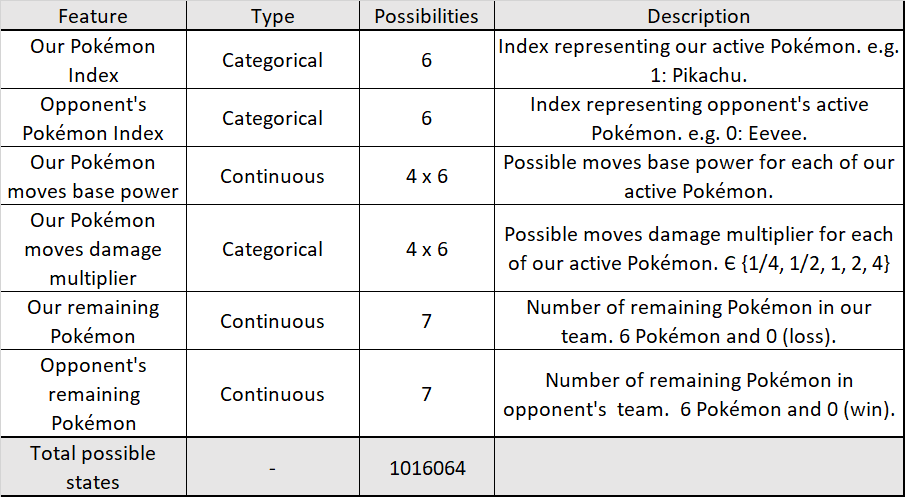 Feature Type Possibilities Description
Our Pokémon Index Categorical 6 Index representing our active Pokémon. e.g. 1: Pikachu.
Opponent's Pokémon Index Categorical 6 Index representing opponent's active Pokémon. e.g. 0: Eevee.
Our Pokémon moves base power Continuous 4 x 6 Possible moves base power for each of our active Pokémon.
Our Pokémon moves damage multiplier Categorical 4 x 6 Possible moves damage multiplier for each of our active Pokémon. Є {1/4, 1/2, 1, 2, 4}
Our remaining Pokémon Continuous 7 Number of remaining Pokémon in our team. 6 Pokémon and 0 (loss).
Opponent's remaining Pokémon Continuous 7 Number of remaining Pokémon in opponent's team. 6 Pokémon and 0 (win).
Total possible states - 1016064